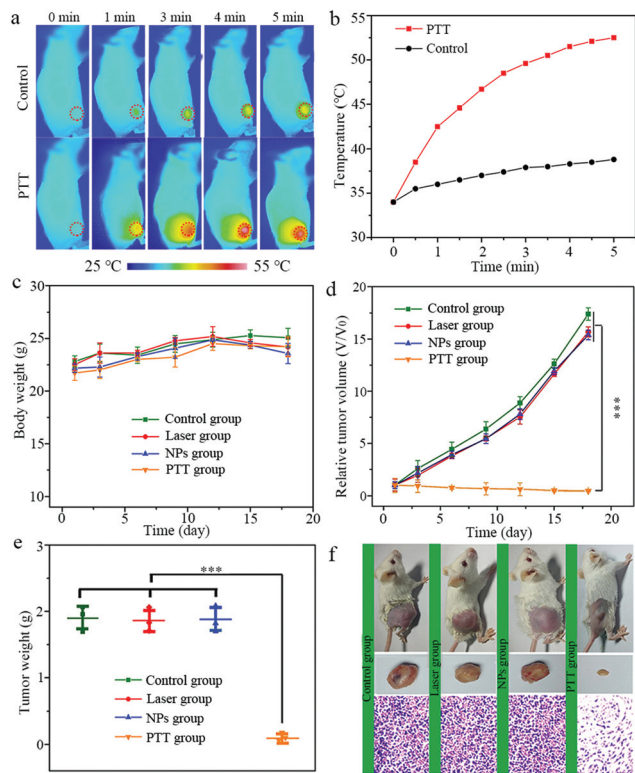 a
0 min 1 min 3 min 4 min 5 min
Control
PTT
25 °C 55 °C
b
PTT
Control
Temperature (°C)
55
50
45
40
35
30
0 1 2 3 4 5
Time (min)
c
Control group
Laser group
NPs group
PTT group
Body weight (g)
30
25
20
15
10
0 5 10 15 20
Time (day)
d
Control group
Laser group
NPs group
PTT group
Relative tumor volume (V/V0)
20
15
10
5
0
0 5 10 15 20
Time (day)
***
e
***
Control group
Laser group
NPs group
PTT group
Tumor weight (g)
3
2
1
0
f
Control group
Laser group
NPs group
PTT group